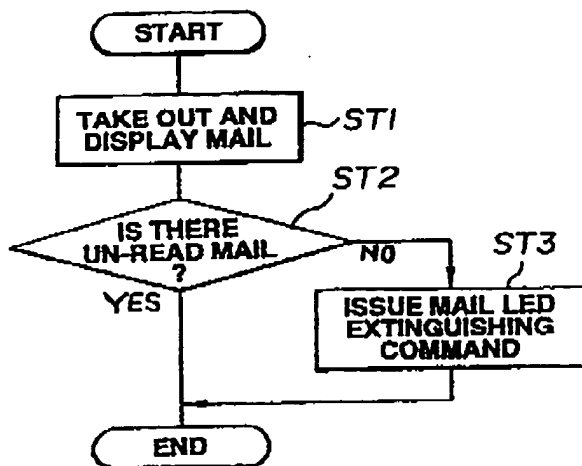 START
TAKE OUT AND
DISPLAY MAIL
ST1
ST2
IS THERE
UN-READ MAIL
?
NO
YES
ST3
ISSUE MAIL LED
EXTINGUISHING
COMMAND
END